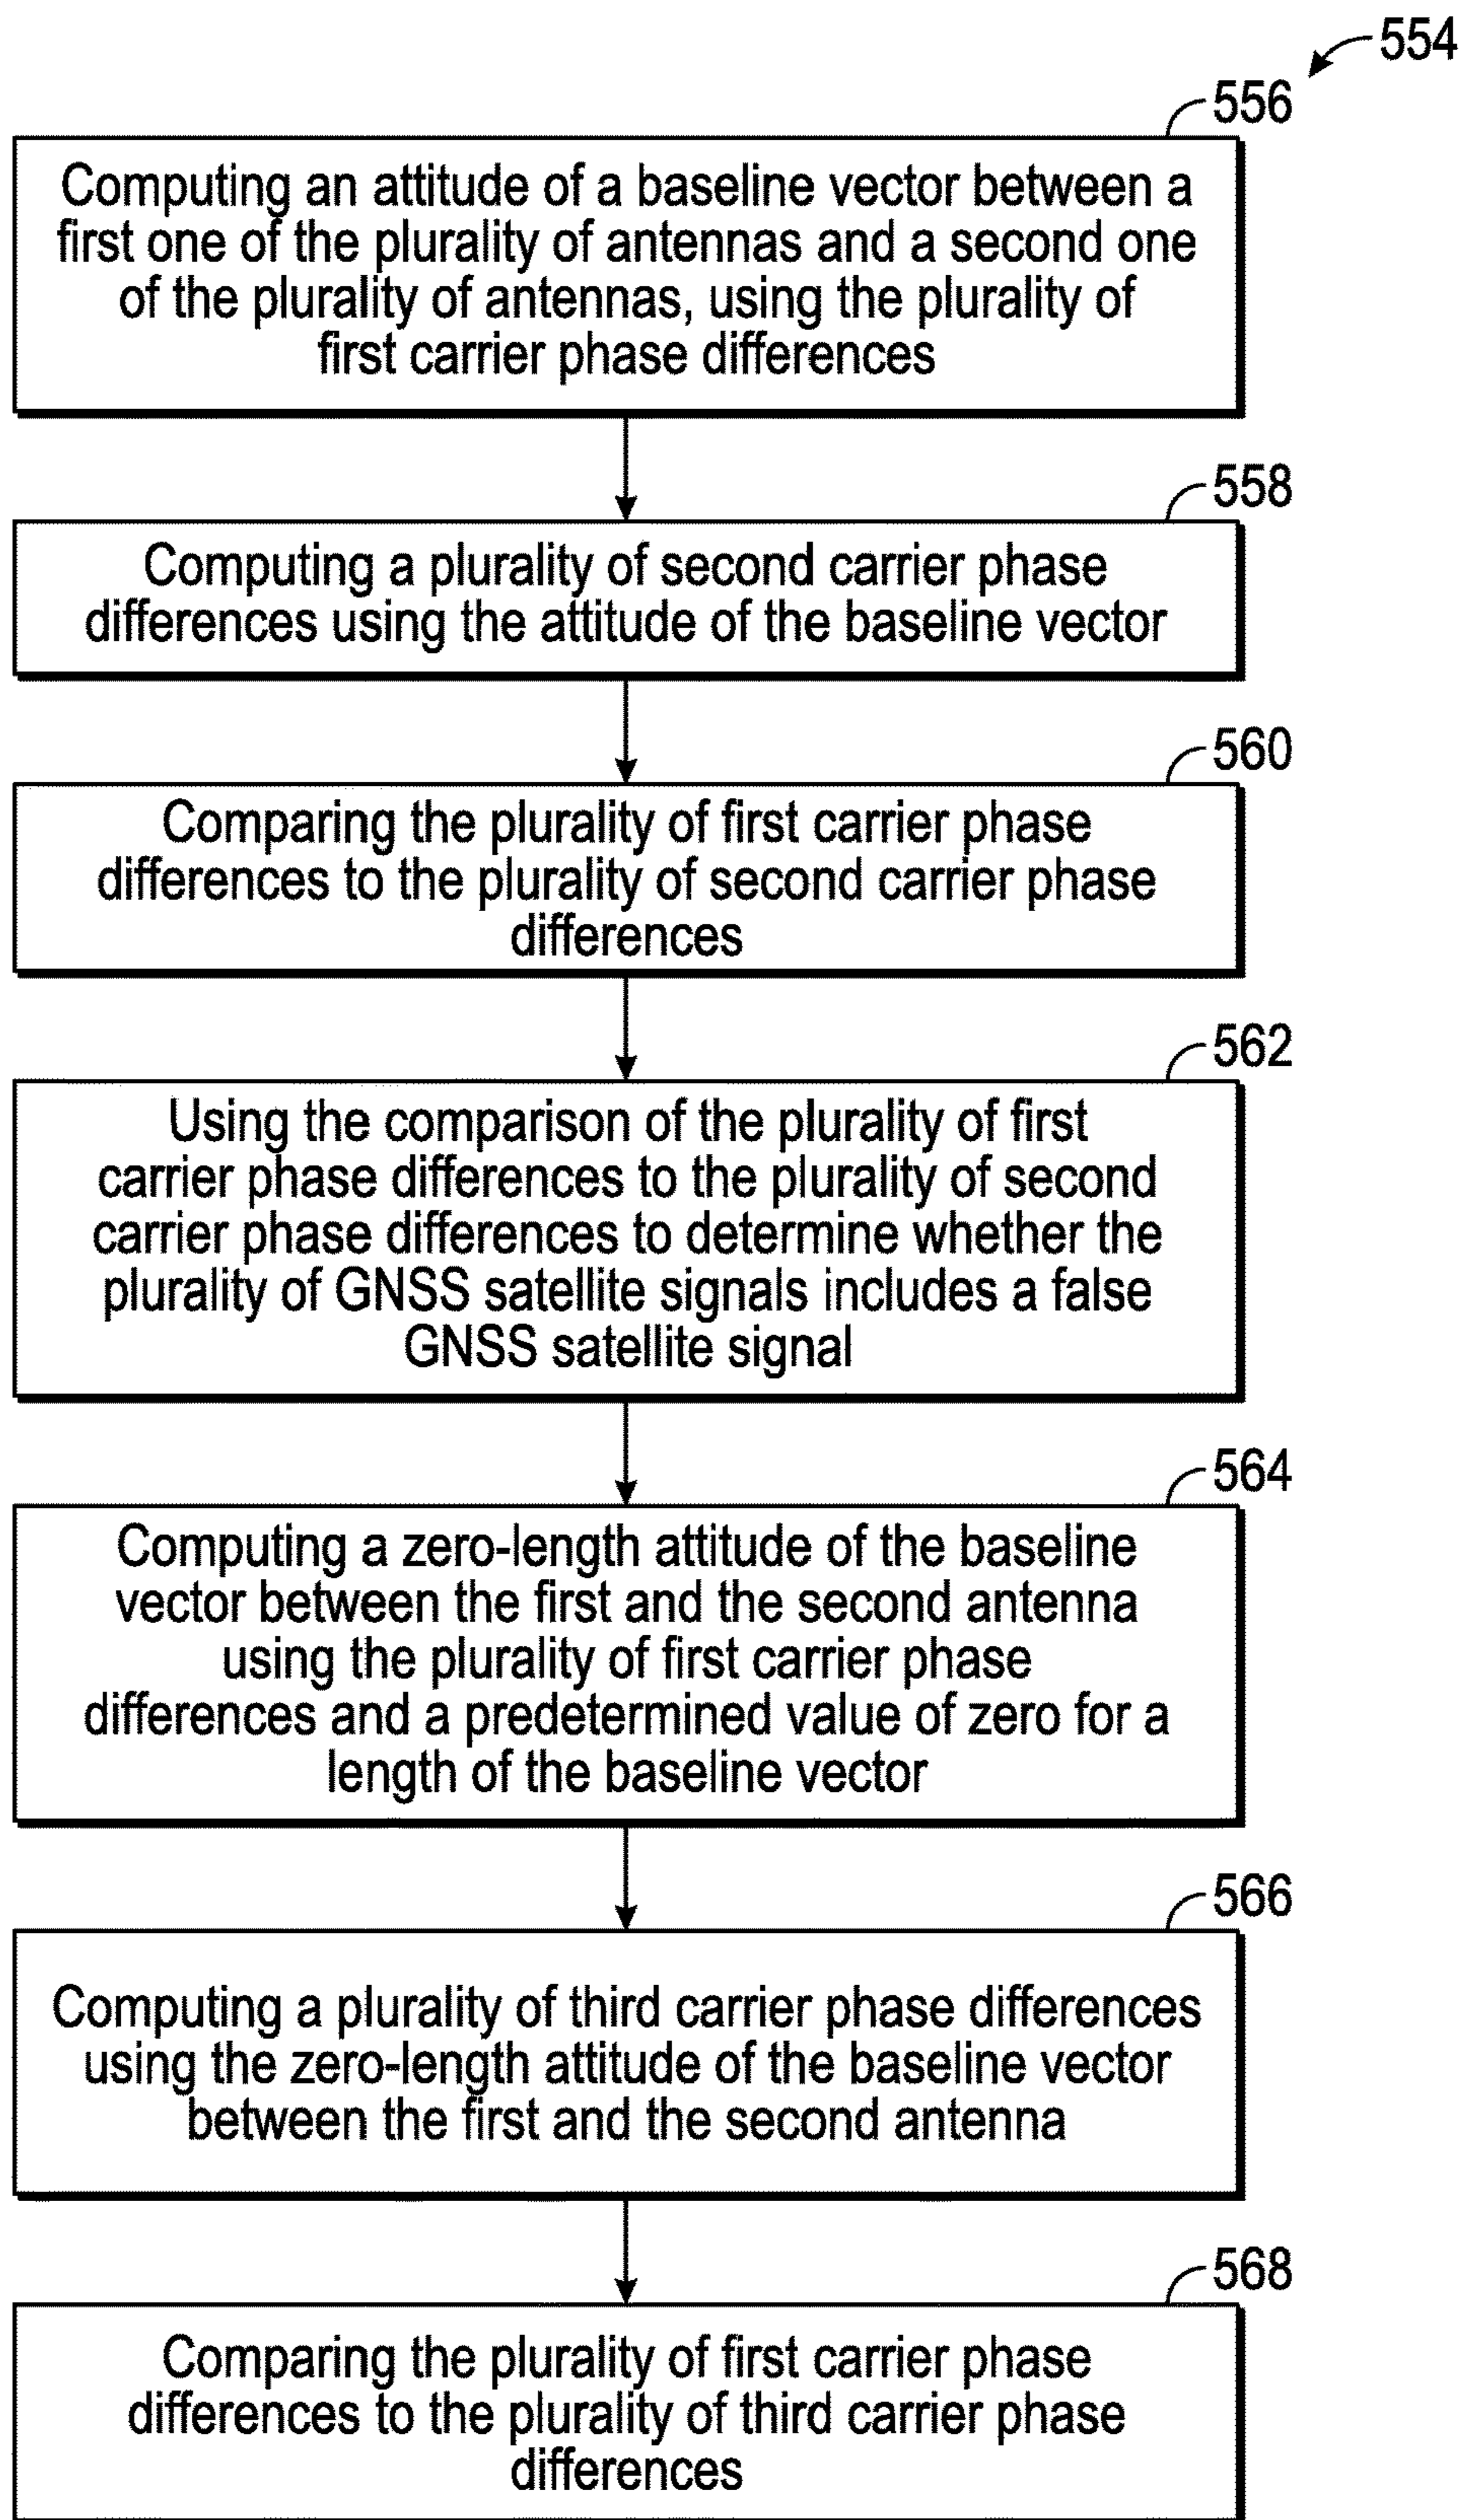 554
556
Computing an attitude of a baseline vector between a
first one of the plurality of antennas and a second one
of the plurality of antennas, using the plurality of
first carrier phase differences
558
Computing a plurality of second carrier phase
differences using the attitude of the baseline vector
560
Comparing the plurality of first carrier phase
differences to the plurality of second carrier phase
differences
562
Using the comparison of the plurality of first
carrier phase differences to the plurality of second
carrier phase differences to determine whether the
plurality of GNSS satellite signals includes a false
GNSS satellite signal
564
Computing a zero-length attitude of the baseline
vector between the first and the second antenna
using the plurality of first carrier phase
differences and a predetermined value of zero for a
length of the baseline vector
566
Computing a plurality of third carrier phase differences
using the zero-length attitude of the baseline vector
between the first and the second antenna
568
Comparing the plurality of first carrier phase
differences to the plurality of third carrier phase
differences